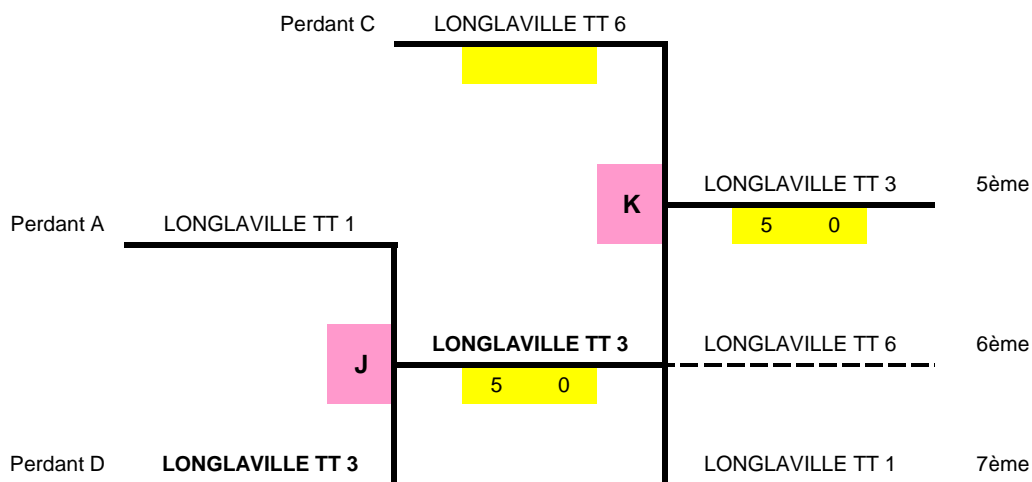 Perdant C LONGLAVILLE TT 6
K LONGLAVILLE TT 3 5ème
Perdant A LONGLAVILLE TT 1 5 0
J LONGLAVILLE TT 3 LONGLAVILLE TT 6 6ème
5 0
Perdant D LONGLAVILLE TT 3 LONGLAVILLE TT 1 7ème